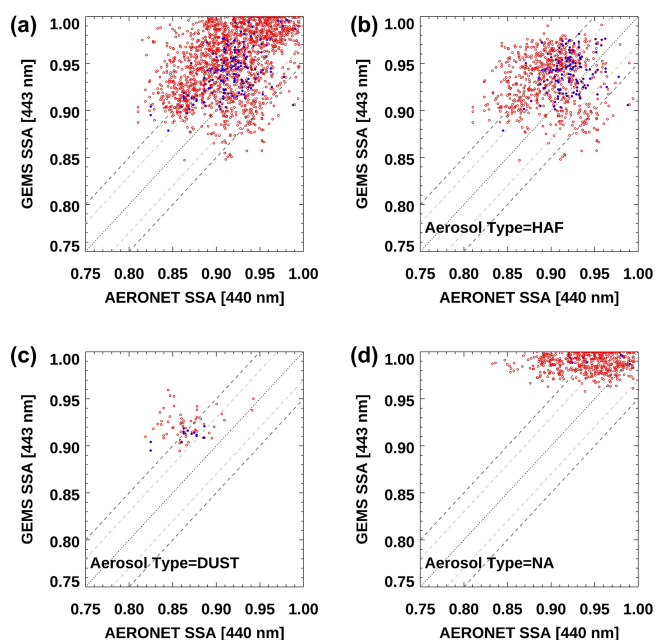 (a)
1.00
0.95
0.90
0.85
0.80
0.75
GEMS SSA [443 nm]
0.75 0.80 0.85 0.90 0.95 1.00
AERONET SSA [440 nm]
(b)
1.00
0.95
0.90
0.85
0.80
0.75
GEMS SSA [443 nm]
Aerosol Type=HAF
0.75 0.80 0.85 0.90 0.95 1.00
AERONET SSA [440 nm]
(c)
1.00
0.95
0.90
0.85
0.80
0.75
GEMS SSA [443 nm]
Aerosol Type=DUST
0.75 0.80 0.85 0.90 0.95 1.00
AERONET SSA [440 nm]
(d)
1.00
0.95
0.90
0.85
0.80
0.75
GEMS SSA [443 nm]
Aerosol Type=NA
0.75 0.80 0.85 0.90 0.95 1.00
AERONET SSA [440 nm]